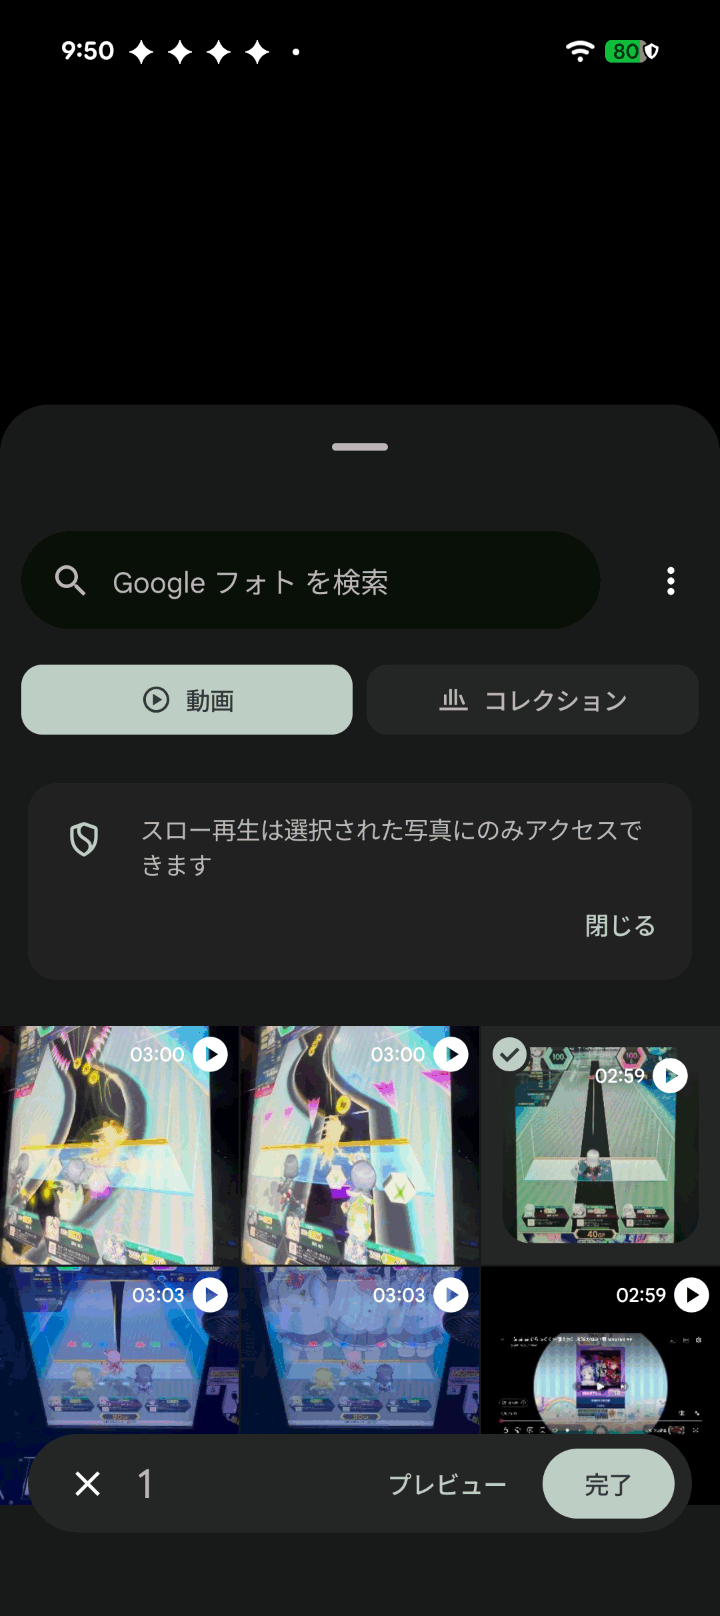 9:50
80
Google フォト を検索
動画
コレクション
スロー再生は選択された写真にのみアクセスで
きます
閉じる
03:00
03:00
02:59
100
40
03:03
03:03
02:59
1
プレビュー
完了